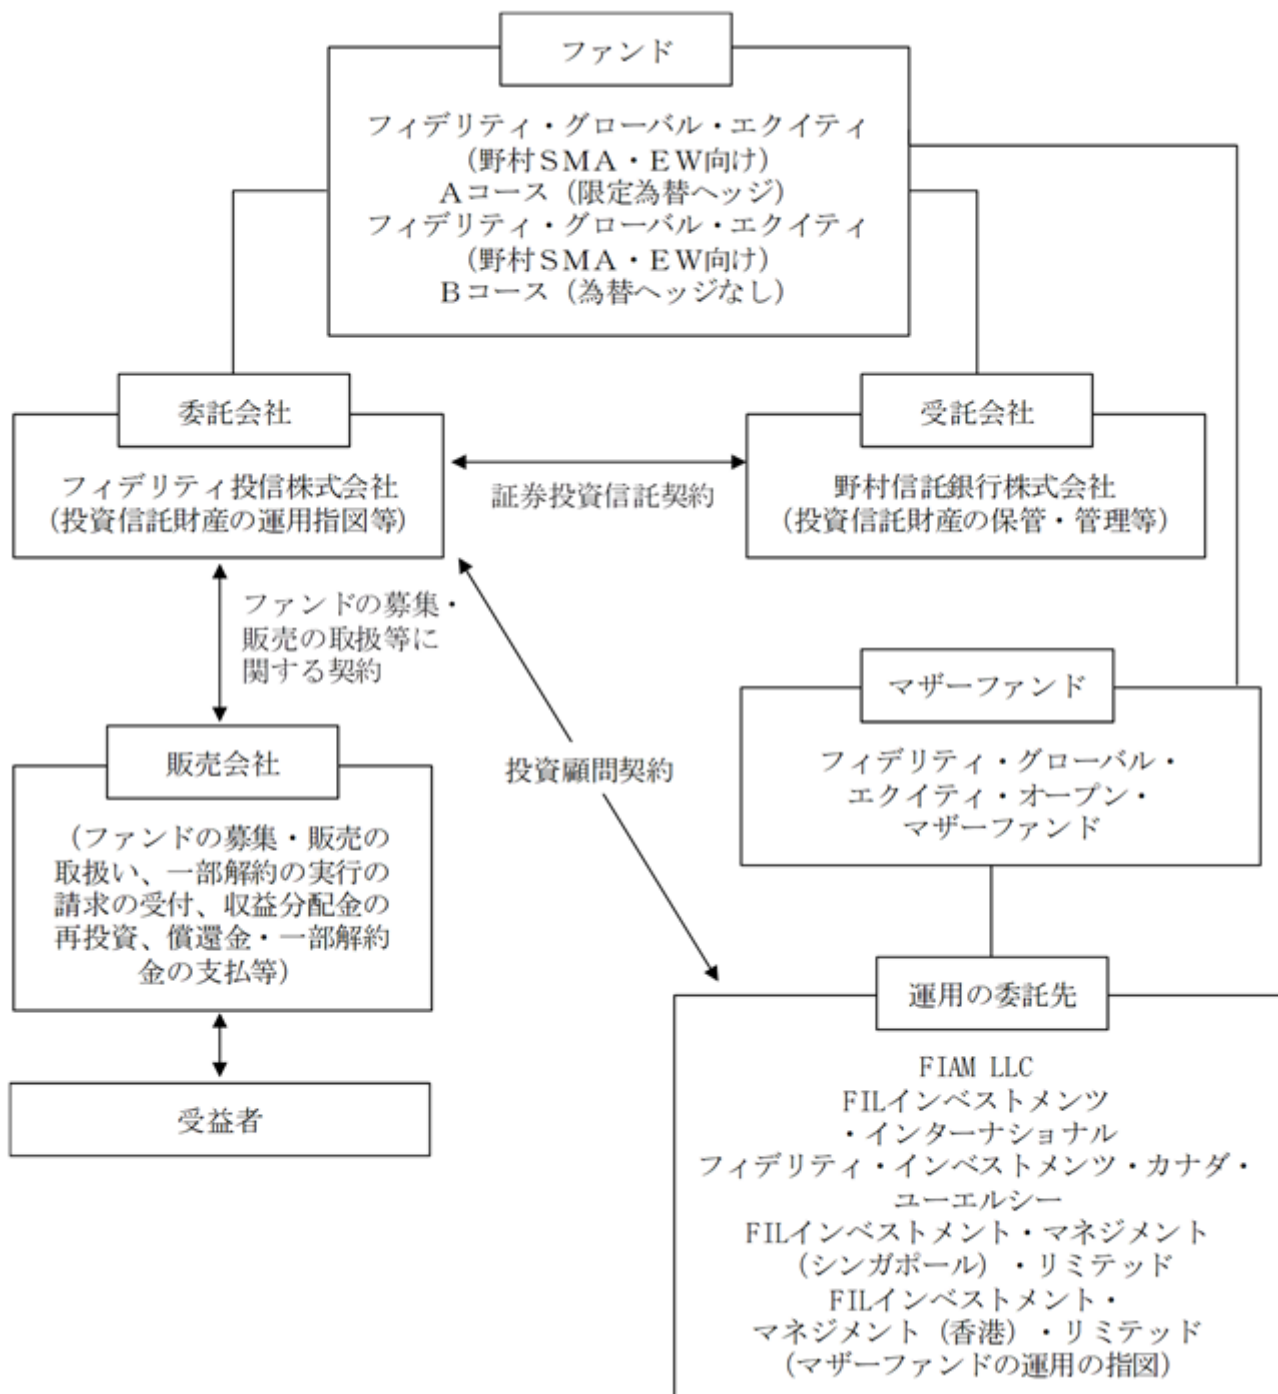 ファンド
フィデリティ・グローバル・エクイティ
（野村ＳＭＡ・ＥＷ向け）
Ａコース（限定為替ヘッジ）
フィデリティ・グローバル・エクイティ
（野村ＳＭＡ・ＥＷ向け）
Ｂコース（為替ヘッジなし）
委託会社
フィデリティ投信株式会社
（投資信託財産の運用指図等）
証券投資信託契約
受託会社
野村信託銀行株式会社
（投資信託財産の保管・管理等）
ファンドの募集・
販売の取扱等に
関する契約
投資顧問契約
マザーファンド
フィデリティ・グローバル・
エクイティ・オープン・
マザーファンド
販売会社
（ファンドの募集・販売の
取扱い、一部解約の実行の
請求の受付、収益分配金の
再投資、償還金・一部解約
金の支払等）
受益者
運用の委託先
FIAM LLC
FILインベストメンツ
・インターナショナル
フィデリティ・インベストメンツ・カナダ・
ユーエルシー
FILインベストメント・マネジメント
（シンガポール）・リミテッド
FILインベストメント・
マネジメント（香港）・リミテッド
（マザーファンドの運用の指図）